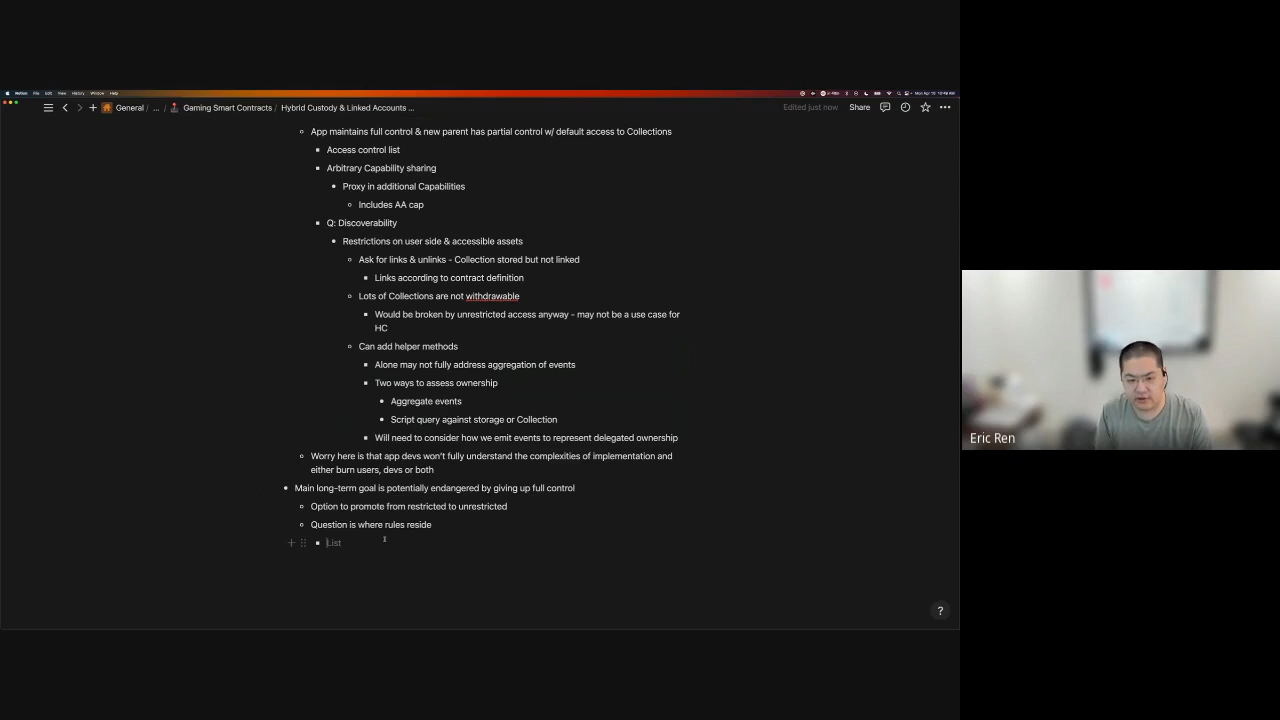 Notion File Edit View History Window Help
General / ... / Gaming Smart Contracts / Hybrid Custody & Linked Accounts ...
Edited just now Share
App maintains full control & new parent has partial control w/ default access to Collections
Access control list
Arbitrary Capability sharing
Proxy in additional Capabilities
Includes AA cap
Q: Discoverability
Restrictions on user side & accessible assets
Ask for links & unlinks - Collection stored but not linked
Links according to contract definition
Lots of Collections are not withdrawable
Would be broken by unrestricted access anyway - may not be a use case for
HC
Can add helper methods
Alone may not fully address aggregation of events
Two ways to assess ownership
Aggregate events
Script query against storage or Collection
Will need to consider how we emit events to represent delegated ownership
Worry here is that app devs won't fully understand the complexities of implementation and
either burn users, devs or both
Main long-term goal is potentially endangered by giving up full control
Option to promote from restricted to unrestricted
Question is where rules reside
List
?
Eric Ren